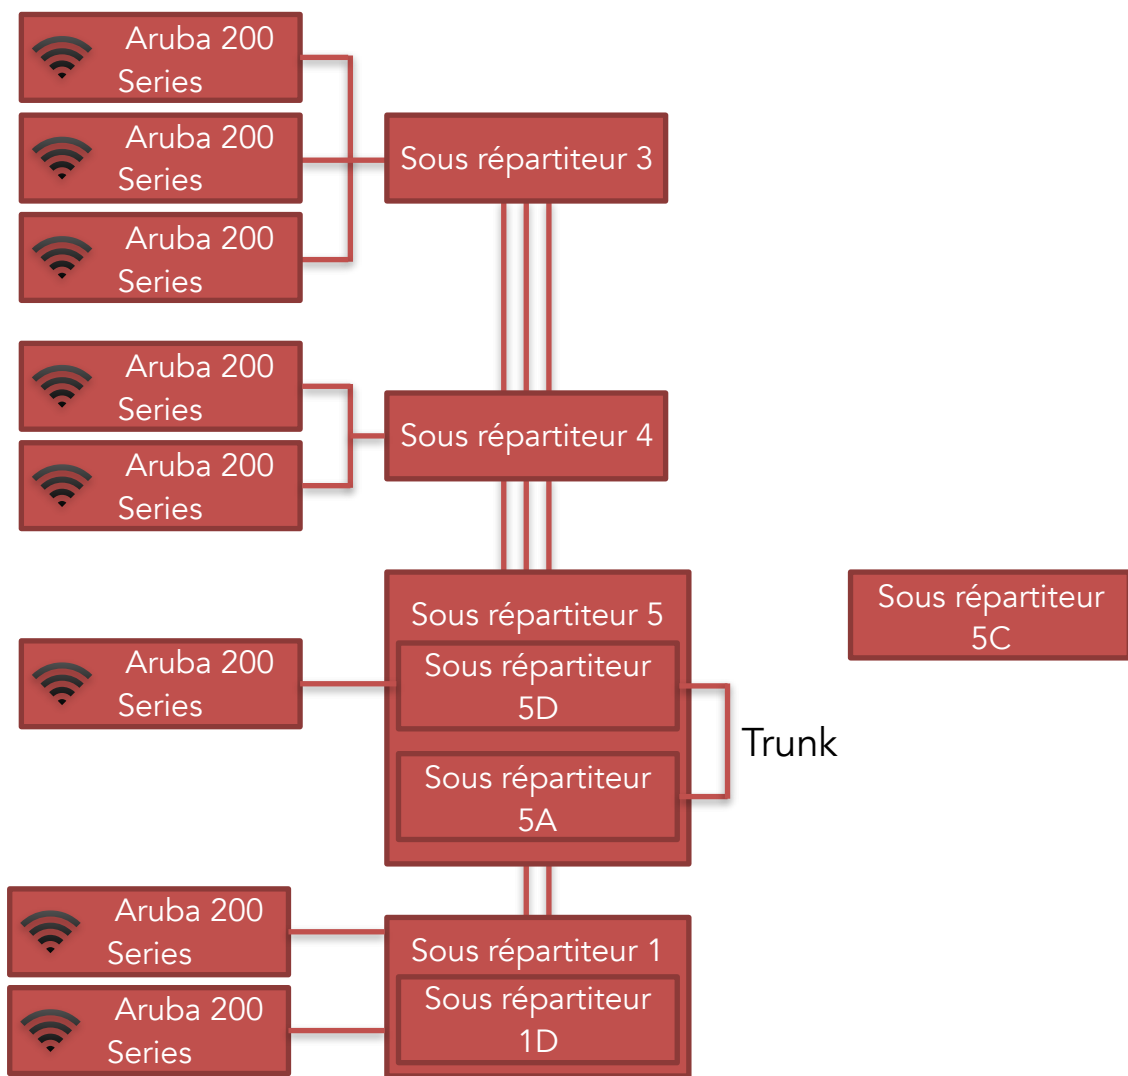 Aruba 200
Series
Aruba 200
Series
Sous répartiteur 3
Aruba 200
Series
Aruba 200
Series
Sous répartiteur 4
Aruba 200
Series
Sous répartiteur 5
Sous répartiteur
5C
Aruba 200
Series
Sous répartiteur
5D
Trunk
Sous répartiteur
5A
Aruba 200
Series
Sous répartiteur 1
Aruba 200
Series
Sous répartiteur
1D